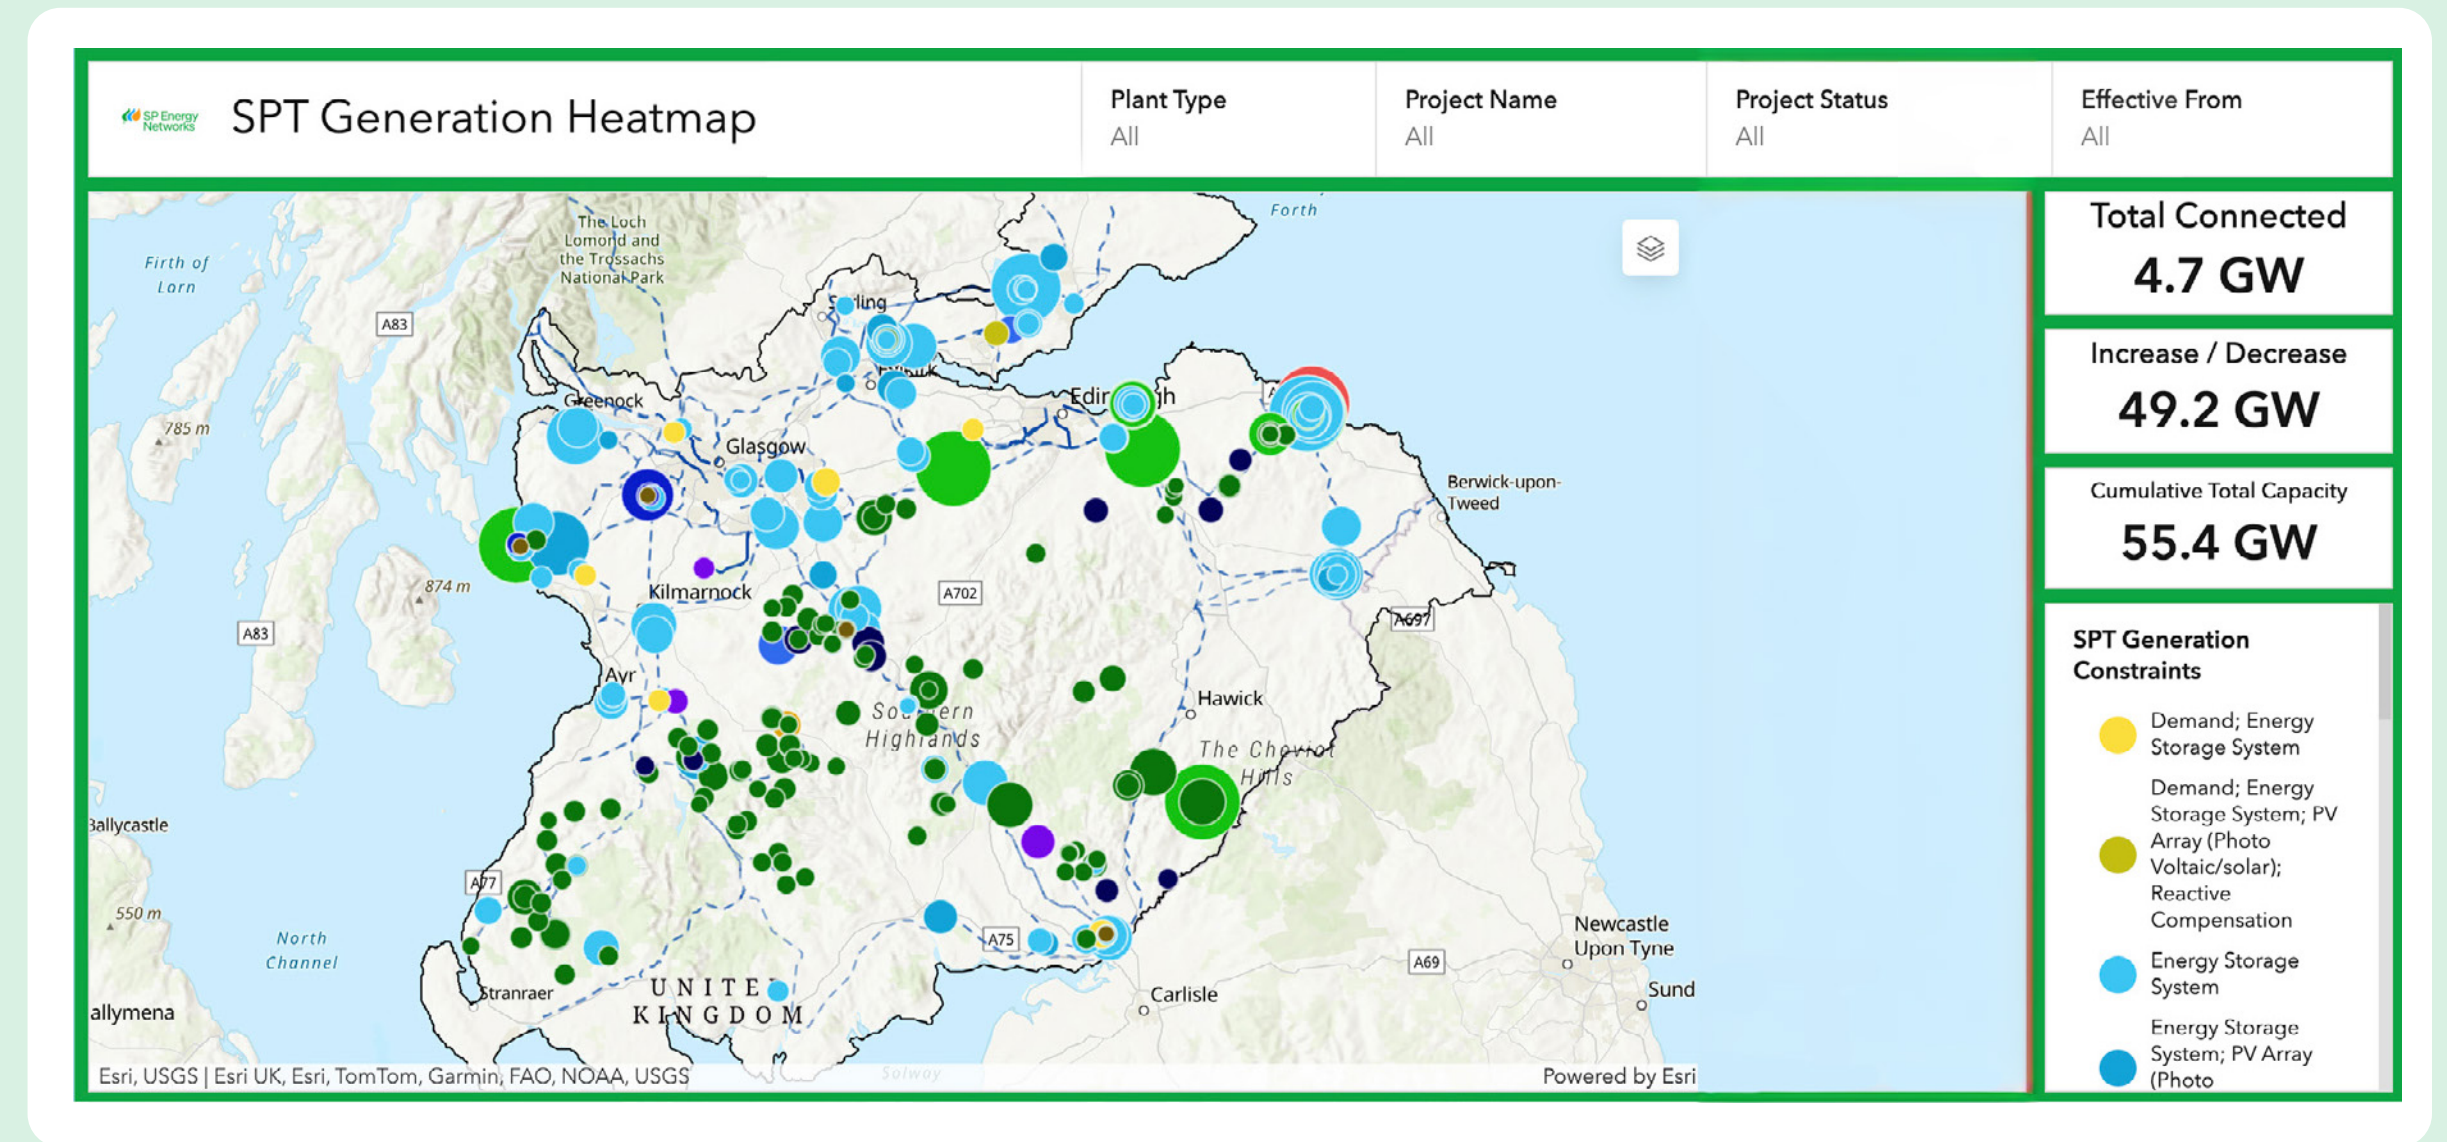 SP Energy
Networks
SPT Generation Heatmap
Plant Type
All
Project Name
All
Project Status
All
Effective From
All
The Loch
Lomond and
the Trossachs
National Park
Forth
Firth of
Lorn
A83
785 m
Greenock
Glasgow
Berwick-upon-
Tweed
874 m
Kilmarnock
A702
A83
A697
Ayr
Hawick
Highlands
Hills
Ballycastle
A77
550 m
North
Channel
A75
Newcastle
Upon Tyne
A69
Stranraer
UNITE
KINGDOM
Carlisle
Sund
allymena
Solway
Esri, USGS | Esri UK, Esri, TomTom, Garmin, FAO, NOAA, USGS
Powered by Esri
Total Connected
4.7 GW
Increase / Decrease
49.2 GW
Cumulative Total Capacity
55.4 GW
SPT Generation
Constraints
Demand; Energy
Storage System
Demand; Energy
Storage System; PV
Array (Photo
Voltaic/solar);
Reactive
Compensation
Energy Storage
System
Energy Storage
System; PV Array
(Photo